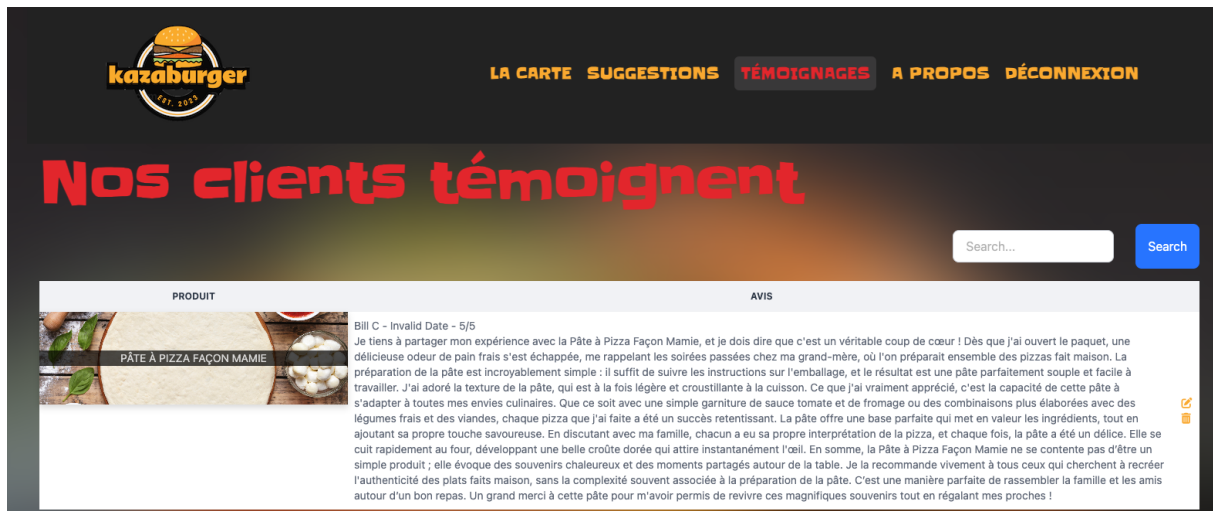 kazaburger
EST. 2023
LA CARTE SUGGESTIONS TÉMOIGNAGES A PROPOS DÉCONNEXION
Nos clients témoignent
Search... Search
PRODUIT AVIS
PÂTE À PIZZA FAÇON MAMIE
Bill C - Invalid Date - 5/5
Je tiens à partager mon expérience avec la Pâte à Pizza Façon Mamie, et je dois dire que c'est un véritable coup de cœur ! Dès que j'ai ouvert le paquet, une
délicieuse odeur de pain frais s'est échappée, me rappelant les soirées passées chez ma grand-mère, où l'on préparait ensemble des pizzas fait maison. La
préparation de la pâte est incroyablement simple : il suffit de suivre les instructions sur l'emballage, et le résultat est une pâte parfaitement souple et facile à
travailler. J'ai adoré la texture de la pâte, qui est à la fois légère et croustillante à la cuisson. Ce que j'ai vraiment apprécié, c'est la capacité de cette pâte à
s'adapter à toutes mes envies culinaires. Que ce soit avec une simple garniture de sauce tomate et de fromage ou des combinaisons plus élaborées avec des
légumes frais et des viandes, chaque pizza que j'ai faite a été un succès retentissant. La pâte offre une base parfaite qui met en valeur les ingrédients, tout en
ajoutant sa propre touche savoureuse. En discutant avec ma famille, chacun a eu sa propre interprétation de la pizza, et chaque fois, la pâte a été un délice. Elle se
cuit rapidement au four, développant une belle croûte dorée qui attire instantanément l'œil. En somme, la Pâte à Pizza Façon Mamie ne se contente pas d'être un
simple produit ; elle évoque des souvenirs chaleureux et des moments partagés autour de la table. Je la recommande vivement à tous ceux qui cherchent à recréer
l'authenticité des plats faits maison, sans la complexité souvent associée à la préparation de la pâte. C'est une manière parfaite de rassembler la famille et les amis
autour d'un bon repas. Un grand merci à cette pâte pour m'avoir permis de revivre ces magnifiques souvenirs tout en régalant mes proches !